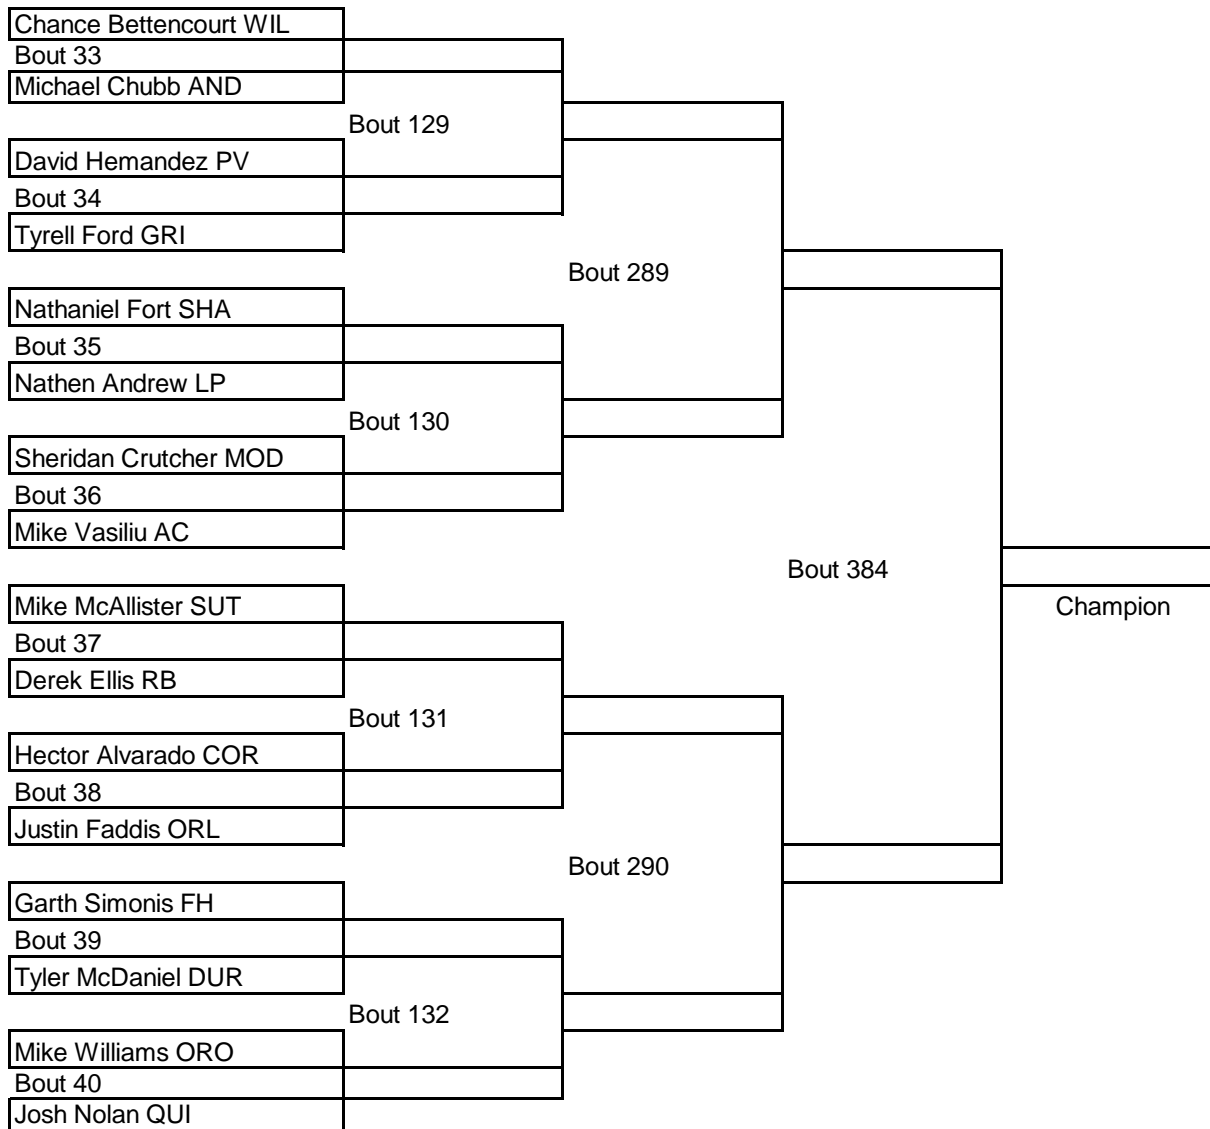 Chance Bettencourt WIL
Bout 33
Michael Chubb AND
Bout 129
David Hemandez PV
Bout 34
Tyrell Ford GRI
Bout 289
Nathaniel Fort SHA
Bout 35
Nathen Andrew LP
Bout 130
Sheridan Crutcher MOD
Bout 36
Mike Vasiliu AC
Bout 384
Mike McAllister SUT
Champion
Bout 37
Derek Ellis RB
Bout 131
Hector Alvarado COR
Bout 38
Justin Faddis ORL
Bout 290
Garth Simonis FH
Bout 39
Tyler McDaniel DUR
Bout 132
Mike Williams ORO
Bout 40
Josh Nolan QUI